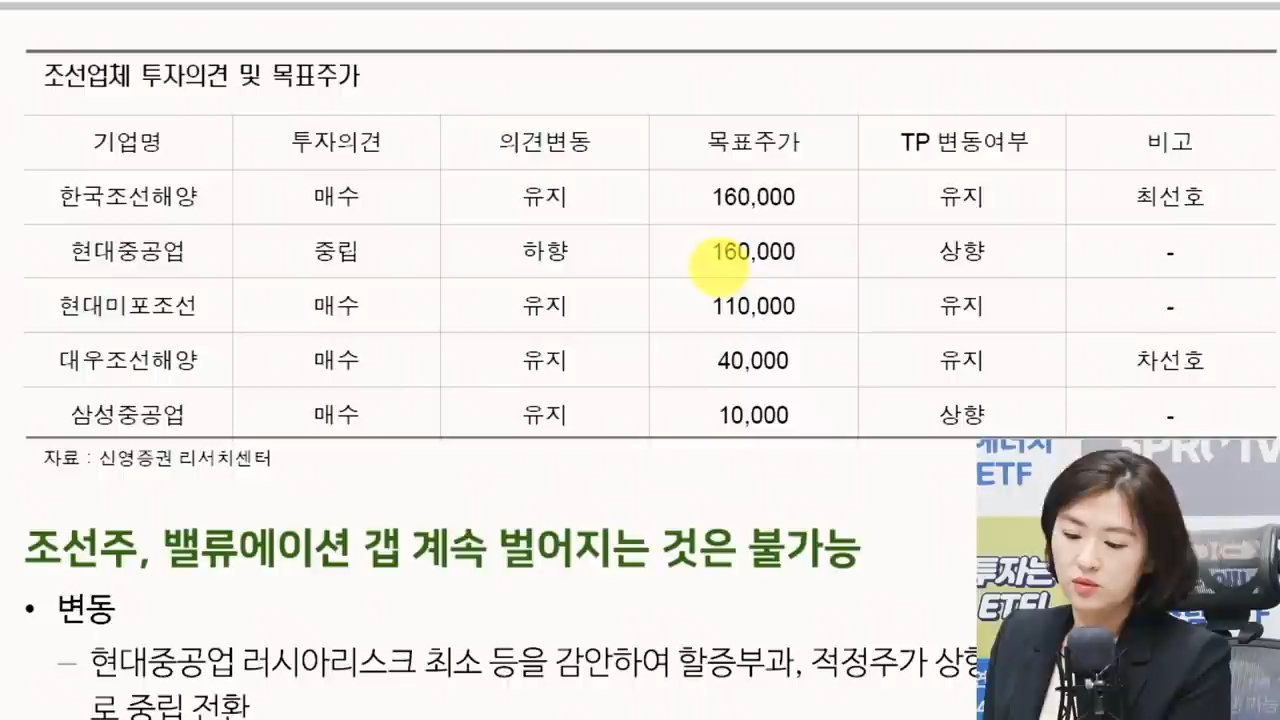 조선업체 투자의견 및 목표주가
기업명 투자의견 의견변동 목표주가 TP 변동여부 비고
한국조선해양 매수 유지 160,000 유지 최선호
현대중공업 중립 하향 160,000 상향 -
현대미포조선 매수 유지 110,000 유지 -
대우조선해양 매수 유지 40,000 유지 차선호
삼성중공업 매수 유지 10,000 상향 -
자료 : 신영증권 리서치센터
조선주, 밸류에이션 갭 계속 벌어지는 것은 불가능
• 변동
– 현대중공업 러시아리스크 최소 등을 감안하여 할증부과, 적정주가 상향
로 중립 전환
에너지
ETF
3PRO TV
투자는
ETF!